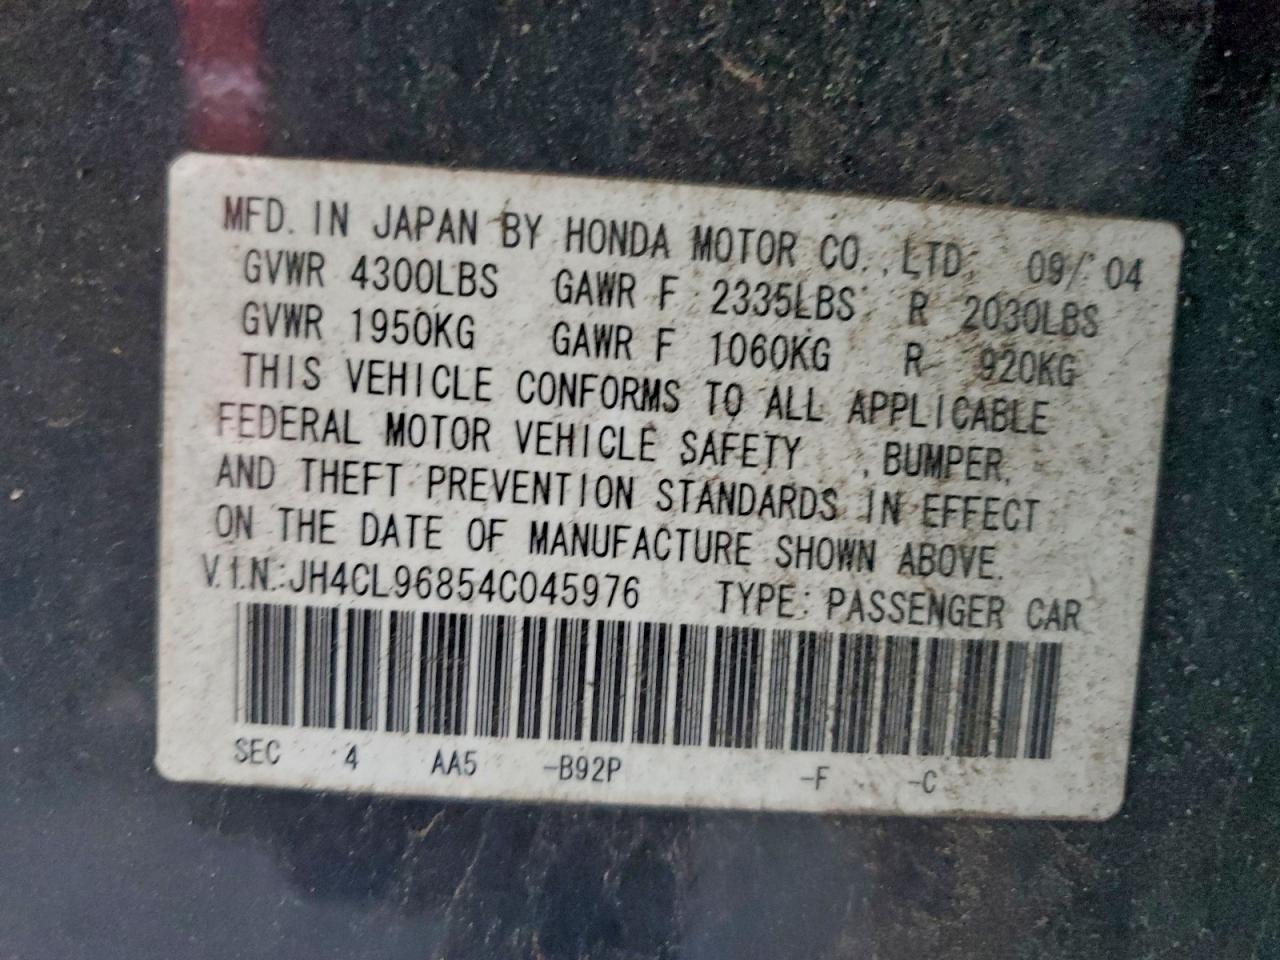 MFD. IN JAPAN BY HONDA MOTOR CO., LTD. 09/ 04
GVWR 4300LBS GAWR F 2335LBS R 2030LBS
GVWR 1950KG GAWR F 1060KG R 920KG
THIS VEHICLE CONFORMS TO ALL APPLICABLE
FEDERAL MOTOR VEHICLE SAFETY , BUMPER,
AND THEFT PREVENTION STANDARDS IN EFFECT
ON THE DATE OF MANUFACTURE SHOWN ABOVE.
V.I.N.:JH4CL96854C045976 TYPE: PASSENGER CAR
SEC 4 AA5 -B92P -F -C